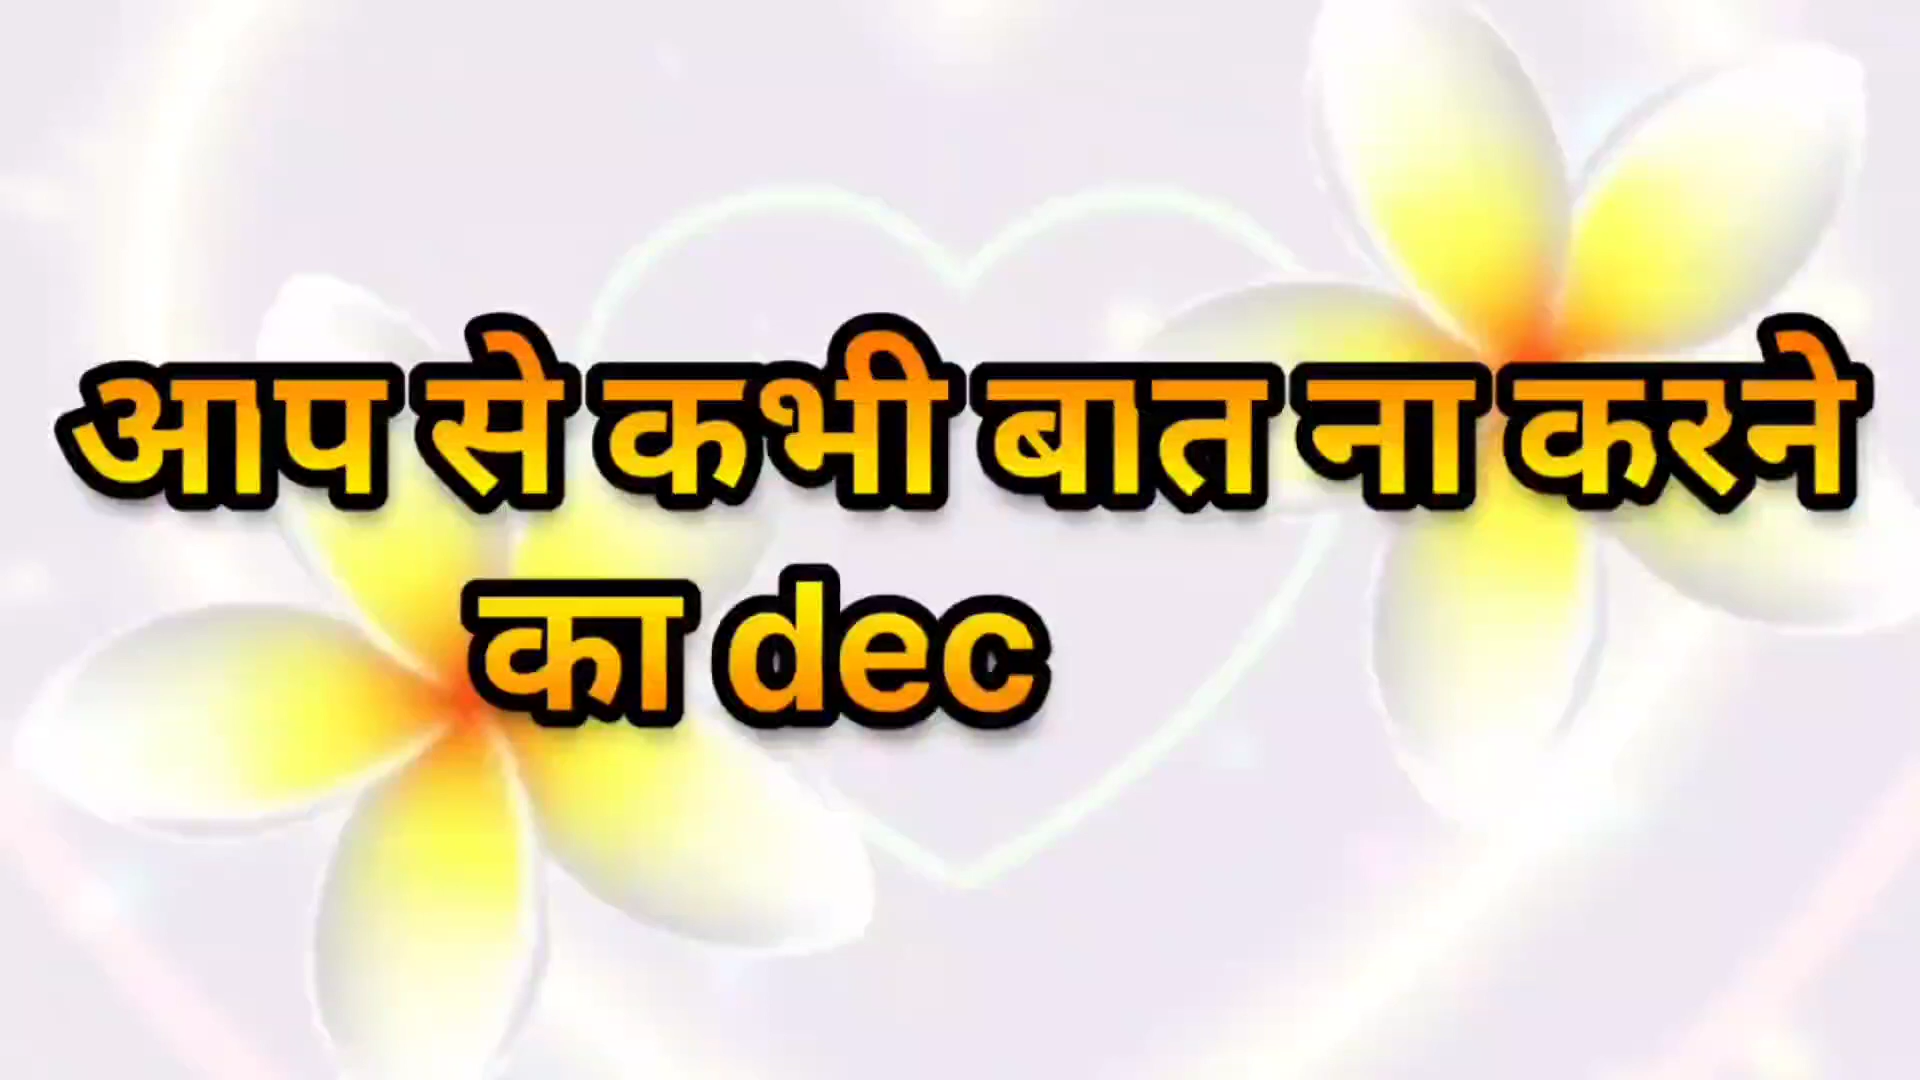 आप से कभी बात ना करने
का dec